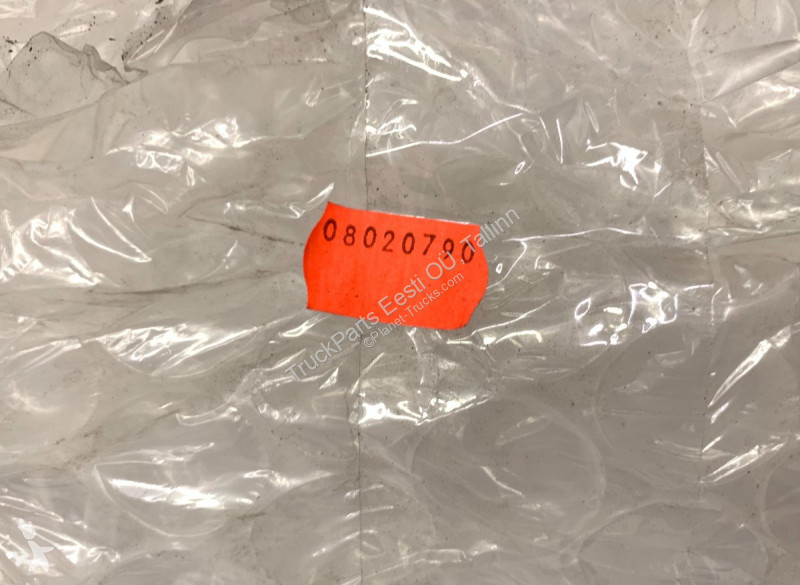 08020790
TruckParts Eesti OÜ, Tallinn
©Planet-Trucks.com